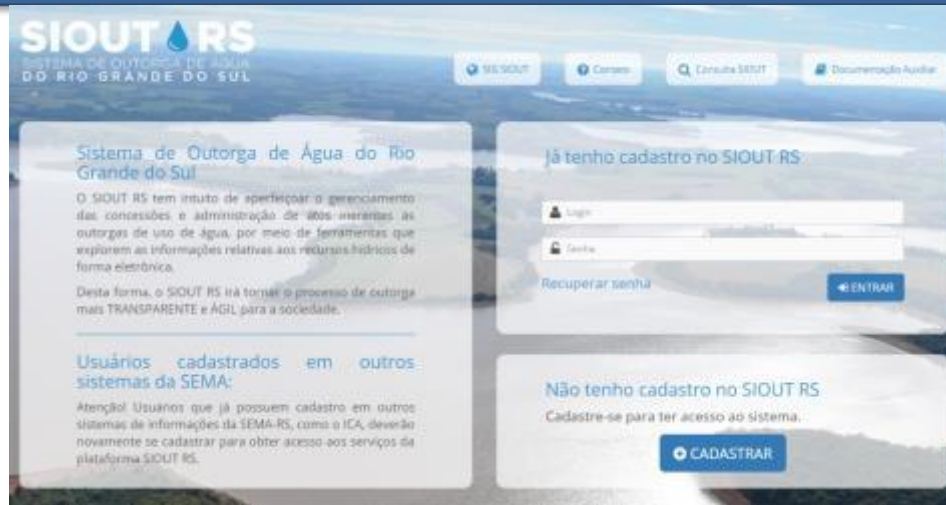 SIOUT RS
SISTEMA DE OUTORGA DE ÁGUA
DO RIO GRANDE DO SUL
SIG SIOUT
Contato
Consulta SIOUT
Documentação Auxiliar
Sistema de Outorga de Água do Rio
Grande do Sul
O SIOUT RS tem intuito de aperfeiçoar o gerenciamento
das concessões e administração de atos inerentes as
outorgas de uso de água, por meio de ferramentas que
explorem as informações relativas aos recursos hídricos de
forma eletrônica.
Desta forma, o SIOUT RS irá tornar o processo de outorga
mais TRANSPARENTE e ÁGIL para a sociedade.
Usuários cadastrados em outros
sistemas da SEMA:
Atenção! Usuários que já possuem cadastro em outros
sistemas de informações da SEMA-RS, como o ICA, deverão
novamente se cadastrar para obter acesso aos serviços da
plataforma SIOUT RS.
Já tenho cadastro no SIOUT RS
Login
Senha
Recuperar senha
ENTRAR
Não tenho cadastro no SIOUT RS
Cadastre-se para ter acesso ao sistema.
CADASTRAR